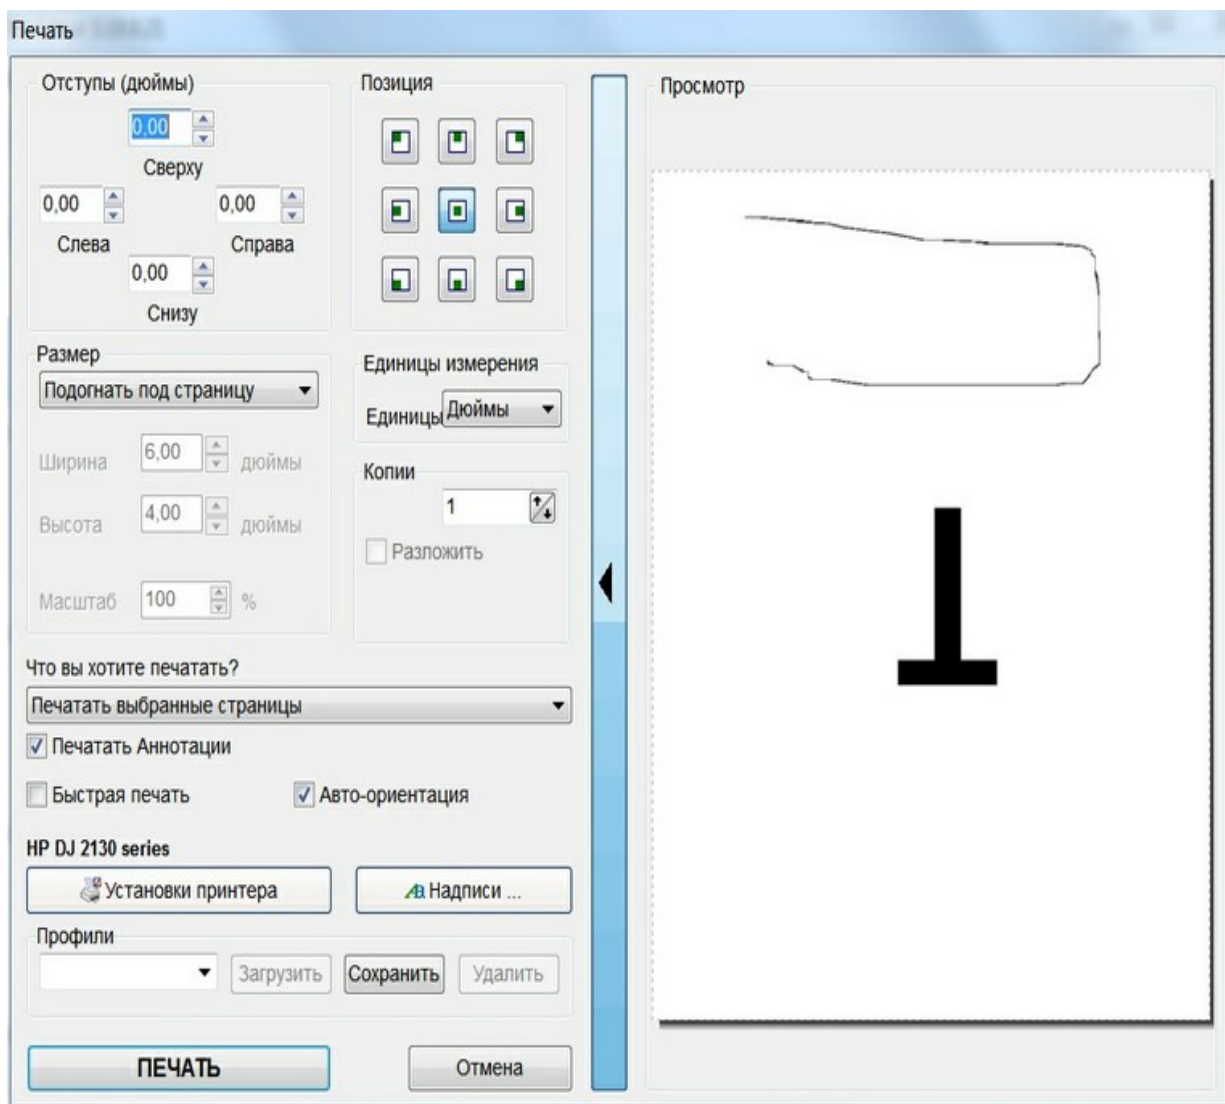 Печать
Отступы (дюймы)
0,00
Сверху
0,00
0,00
Слева
Справа
0,00
Снизу
Позиция
Размер
Подогнать под страницу
Ширина 6,00 дюймы
Высота 4,00 дюймы
Масштаб 100 %
Единицы измерения
Единицы Дюймы
Копии
1
Разложить
Что вы хотите печатать?
Печатать выбранные страницы
Печатать Аннотации
Быстрая печать
Авто-ориентация
HP DJ 2130 series
Установки принтера
Надписи ...
Профили
Загрузить
Сохранить
Удалить
ПЕЧАТЬ
Отмена
Просмотр